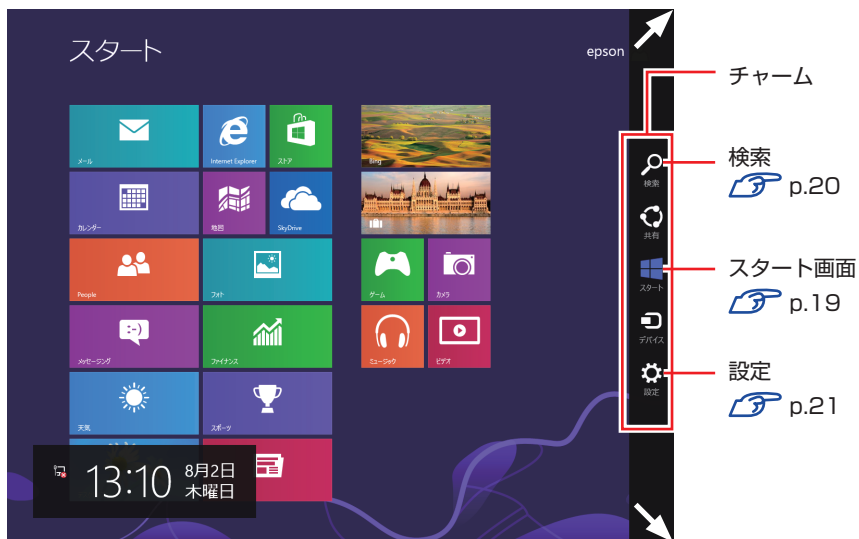 スタート
epson
メール
Internet Explorer
ストア
Bing
カレンダー
地図
SkyDrive
People
フォト
ゲーム
カメラ
メッセージング
ファイナンス
ミュージック
ビデオ
天気
スポーツ
13:10
8月2日
木曜日
検索
共有
スタート
デバイス
設定
チャーム
検索
p.20
スタート画面
p.19
設定
p.21